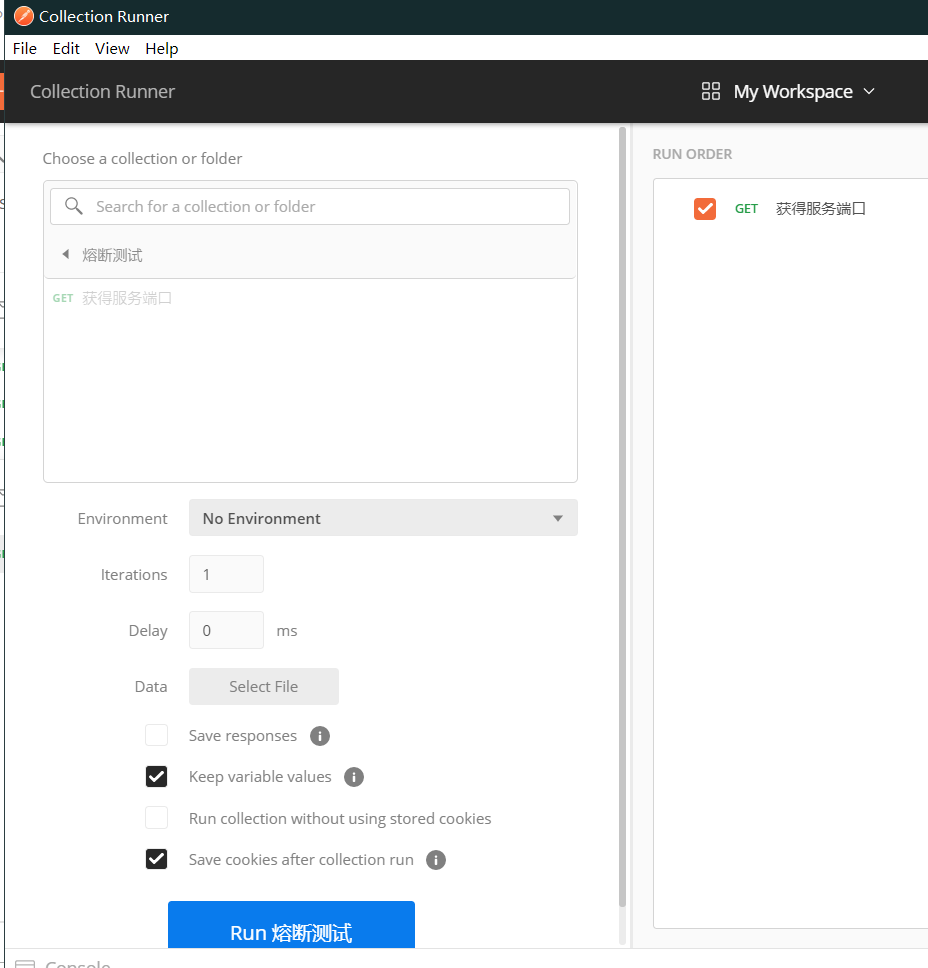 Collection Runner
File Edit View Help
Collection Runner
My Workspace
Choose a collection or folder
Search for a collection or folder
熔断测试
GET 获得服务端口
Environment No Environment
Iterations 1
Delay 0 ms
Data Select File
Save responses
Keep variable values
Run collection without using stored cookies
Save cookies after collection run
Run 熔断测试
RUN ORDER
GET 获得服务端口
Console